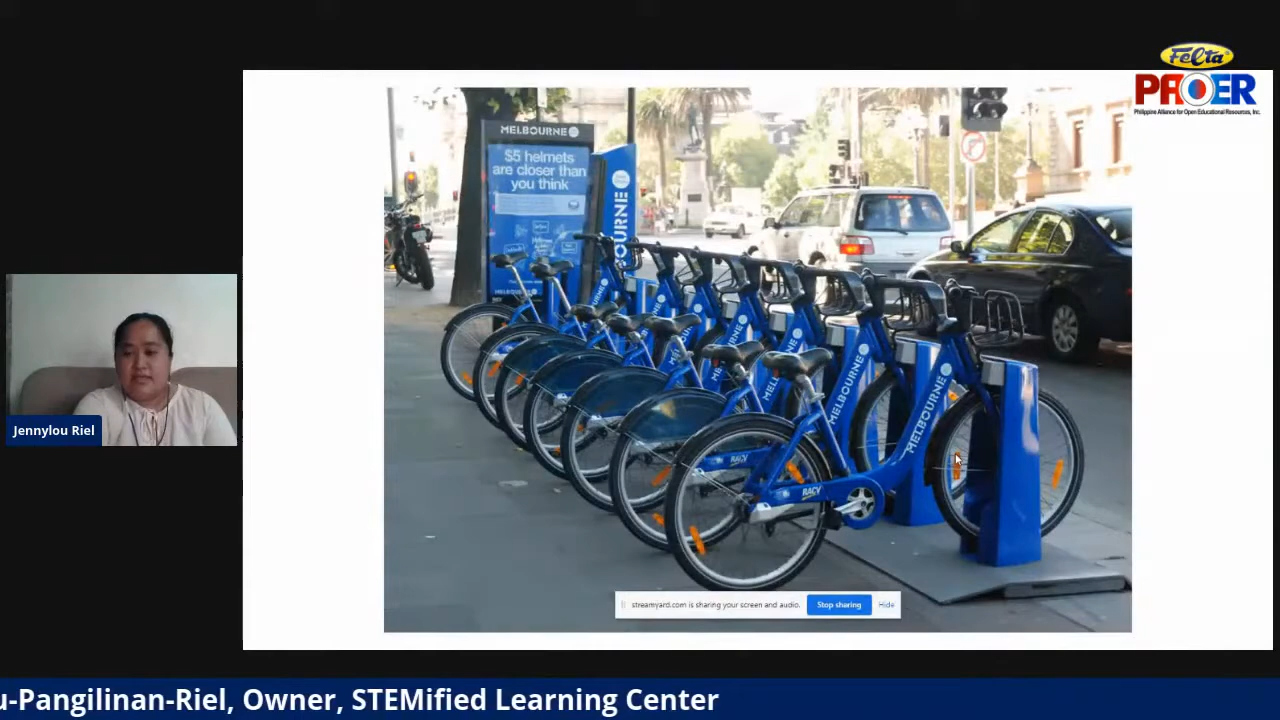 Felta
PAOER
Philippine Alliance for Open Educational Resources, Inc.
MELBOURNE
$5 helmets
are closer than
you think
MELBOURNE
MELBOURNE
MELBOURNE
MELBOURNE
RACV
RACV
Jennylou Riel
streamyard.com is sharing your screen and audio.
Stop sharing
Hide
u-Pangilinan-Riel, Owner, STEMified Learning Center